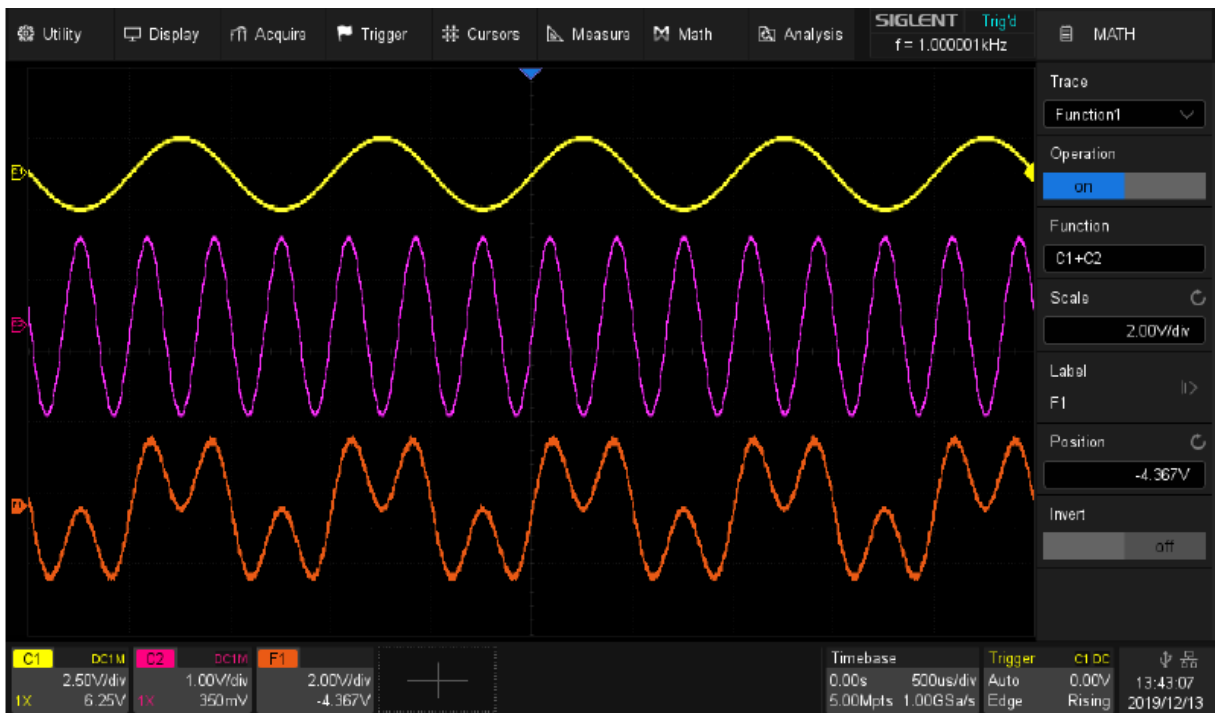 Utility Display Acquire Trigger Cursors Measure Math Analysis
SIGLENT Trig'd
f = 1.000001kHz
MATH
Trace
Function1
Operation
on
Function
C1+C2
Scale
2.00V/div
Label
F1
Position
-4.367V
Invert
off
C1 DC1M
2.50V/div
1X 6.25V
C2 DC1M
1.00V/div
1X 350mV
F1
2.00V/div
-4.367V
Timebase
0.00s 500us/div
5.00Mpts 1.00GSa/s
Trigger C1 DC
Auto 0.00V
Edge Rising
13:43:07
2019/12/13